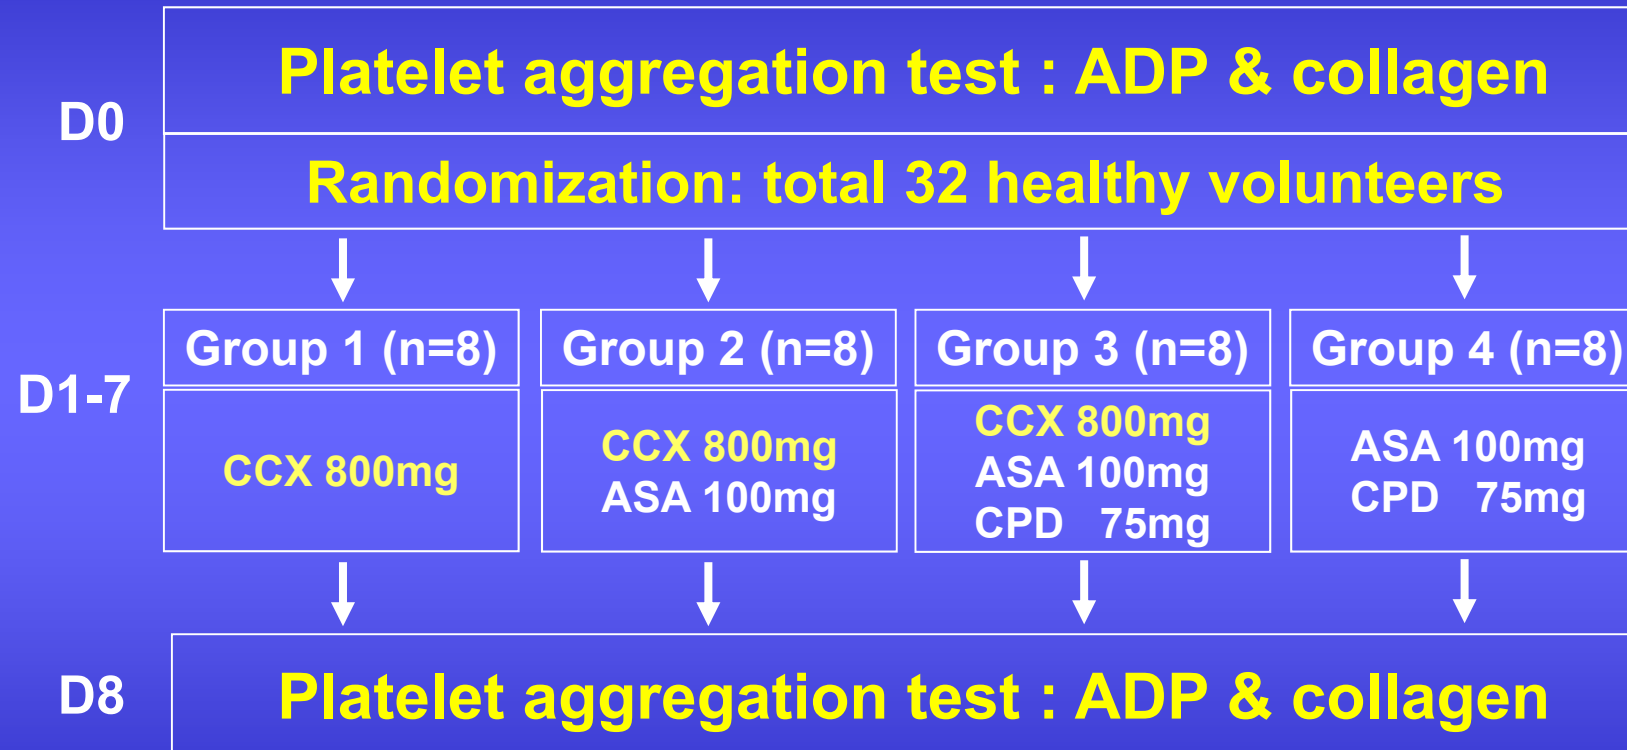 Platelet aggregation test : ADP & collagen
D0
Randomization: total 32 healthy volunteers
Group 1 (n=8)
Group 2 (n=8)
Group 3 (n=8)
Group 4 (n=8)
D1-7
CCX 800mg
CCX 800mg
ASA 100mg
CCX 800mg
ASA 100mg
CPD 75mg
ASA 100mg
CPD 75mg
D8
Platelet aggregation test : ADP & collagen